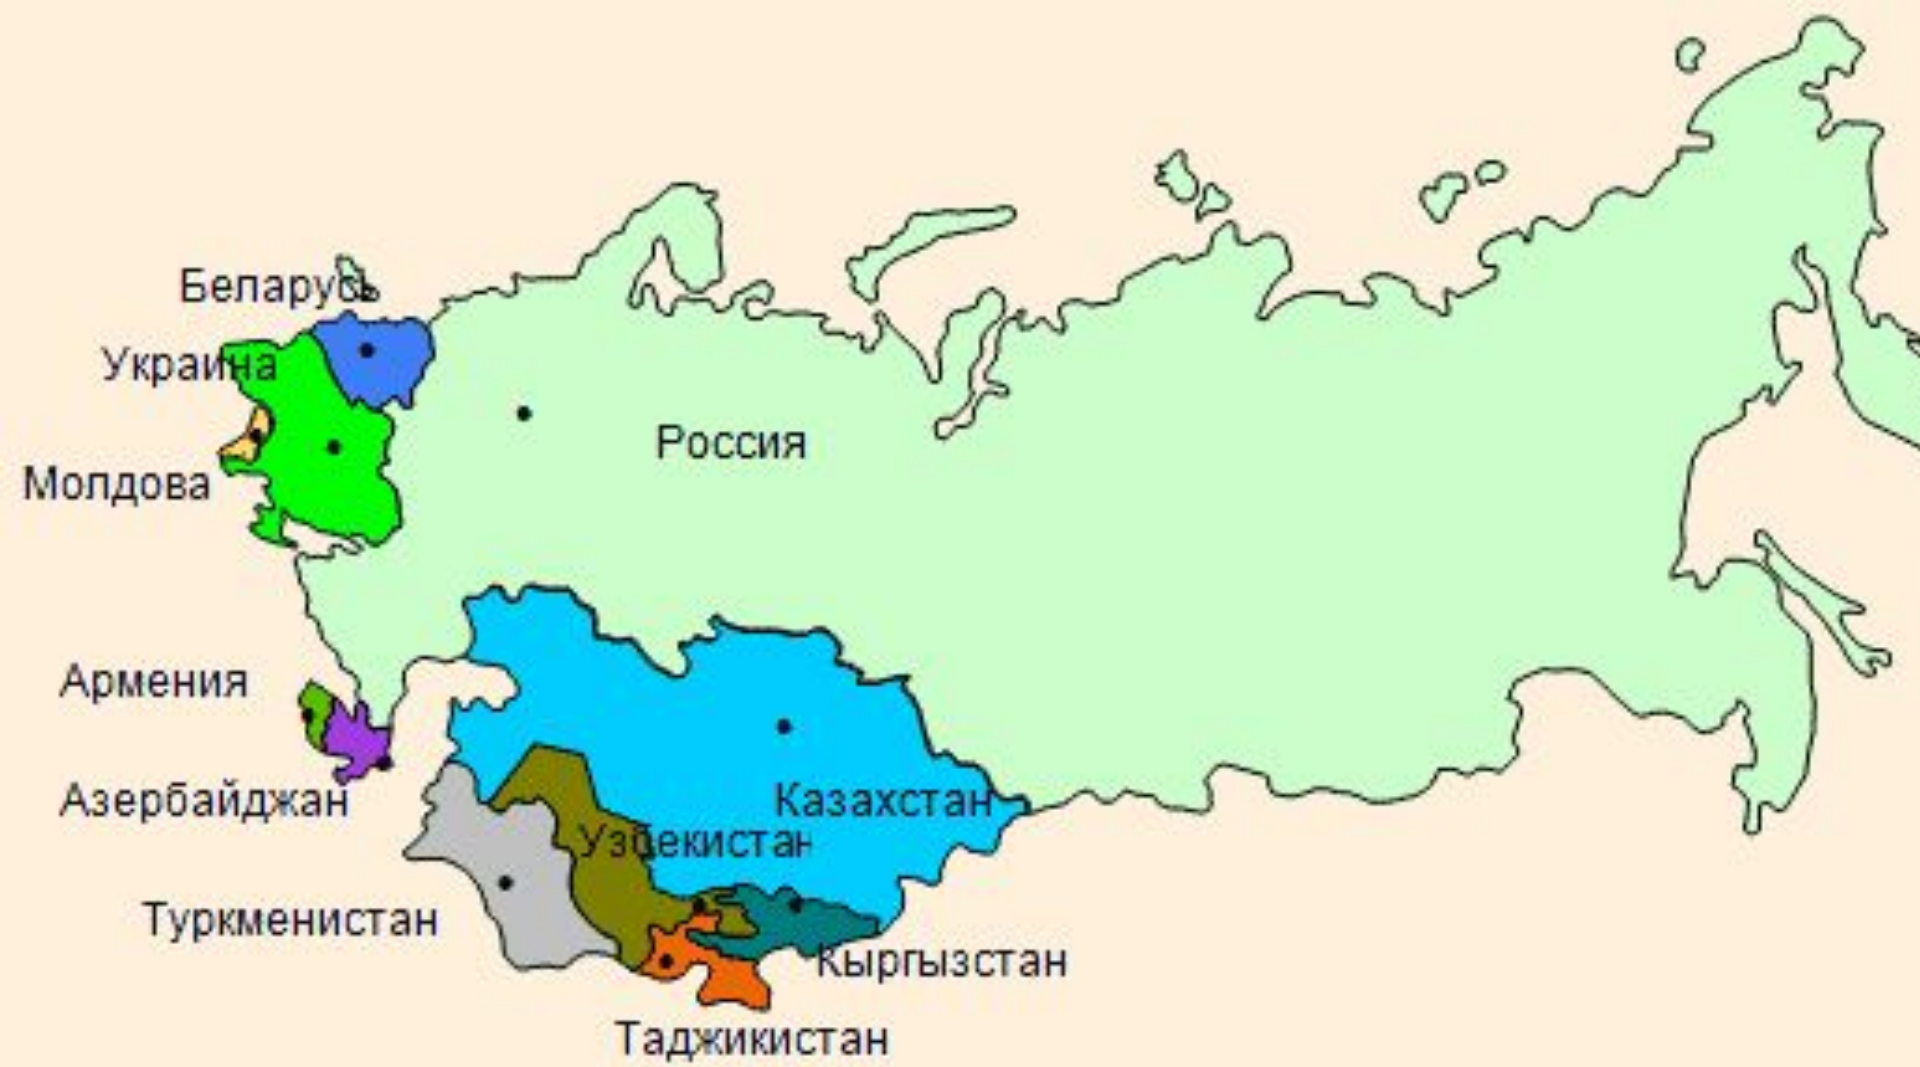 Беларусь
Украина
Россия
Молдова
Армения
Азербайджан
Казахстан
Узбекистан
Туркменистан
Кыргызстан
Таджикистан